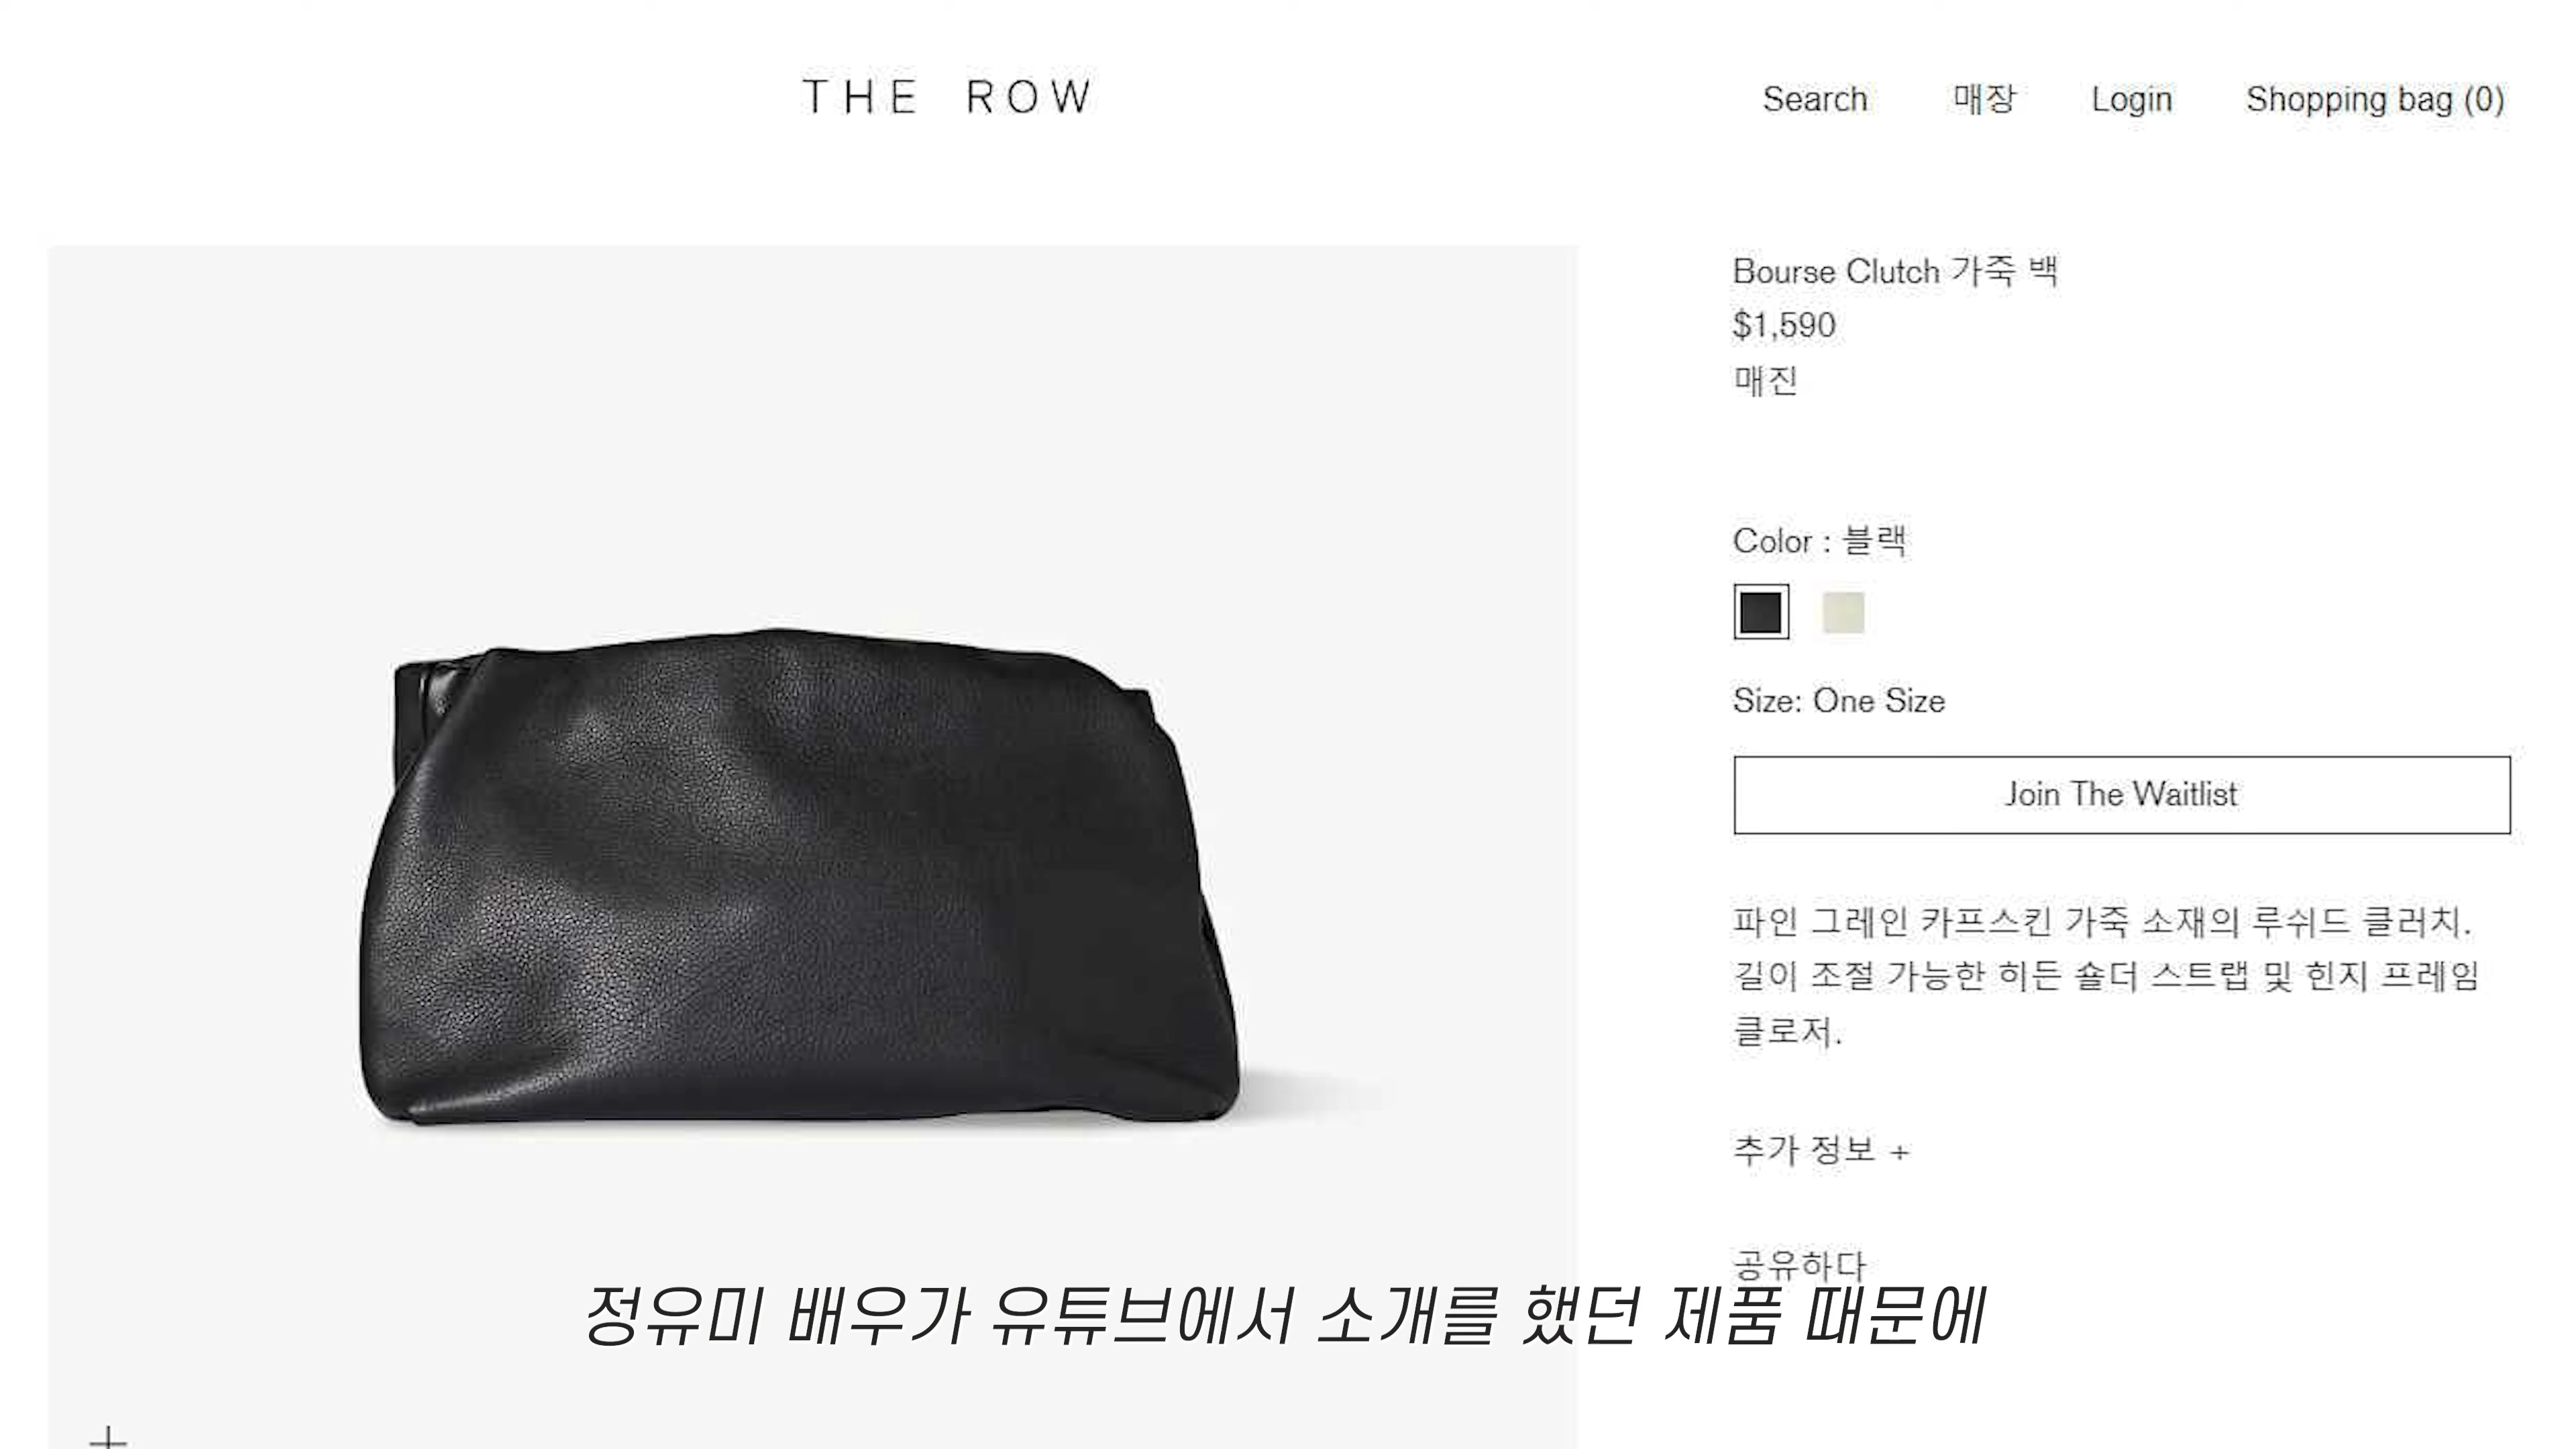 THE ROW
Search 매장 Login Shopping bag (0)
Bourse Clutch 가죽 백
$1,590
매진
Color : 블랙
Size: One Size
Join The Waitlist
파인 그레인 카프스킨 가죽 소재의 루쉬드 클러치.
길이 조절 가능한 히든 숄더 스트랩 및 힌지 프레임
클로저.
추가 정보 +
공유하다
정유미 배우가 유튜브에서 소개를 했던 제품 때문에